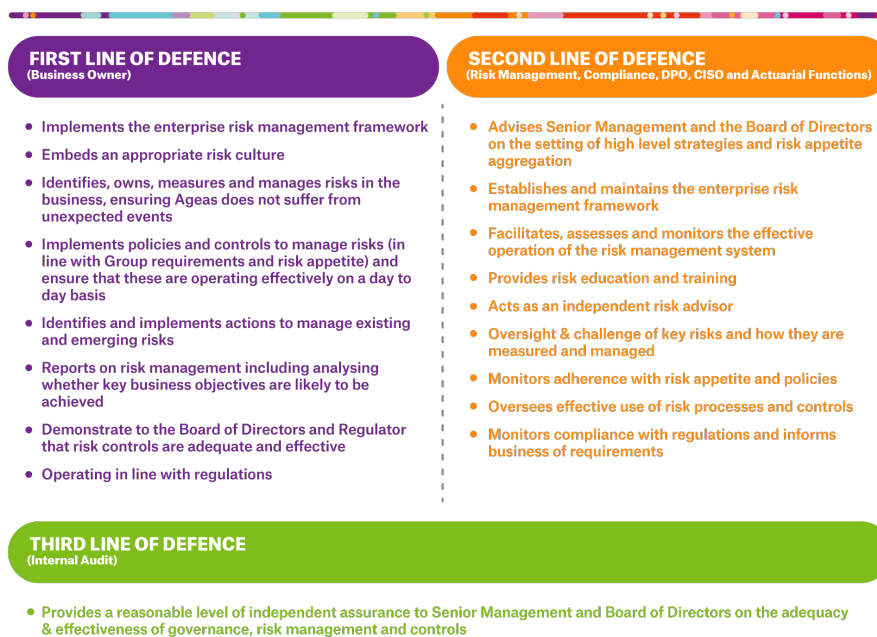 FIRST LINE OF DEFENCE
(Business Owner)
• Implements the enterprise risk management framework
• Embeds an appropriate risk culture
• Identifies, owns, measures and manages risks in the
business, ensuring Ageas does not suffer from
unexpected events
• Implements policies and controls to manage risks (in
line with Group requirements and risk appetite) and
ensure that these are operating effectively on a day to
day basis
• Identifies and implements actions to manage existing
and emerging risks
• Reports on risk management including analysing
whether key business objectives are likely to be
achieved
• Demonstrate to the Board of Directors and Regulator
that risk controls are adequate and effective
• Operating in line with regulations
SECOND LINE OF DEFENCE
(Risk Management, Compliance, DPO, CISO and Actuarial Functions)
• Advises Senior Management and the Board of Directors
on the setting of high level strategies and risk appetite
aggregation
• Establishes and maintains the enterprise risk
management framework
• Facilitates, assesses and monitors the effective
operation of the risk management system
• Provides risk education and training
• Acts as an independent risk advisor
• Oversight & challenge of key risks and how they are
measured and managed
• Monitors adherence with risk appetite and policies
• Oversees effective use of risk processes and controls
• Monitors compliance with regulations and informs
business of requirements
THIRD LINE OF DEFENCE
(Internal Audit)
• Provides a reasonable level of independent assurance to Senior Management and Board of Directors on the adequacy
& effectiveness of governance, risk management and controls